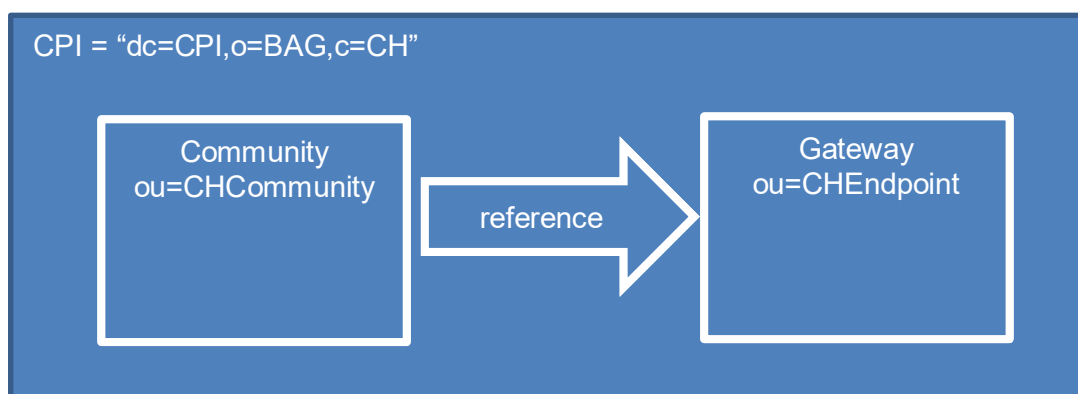 CPI = “dc=CPI,o=BAG,c=CH”
Community
ou=CHCommunity
reference
Gateway
ou=CHEndpoint